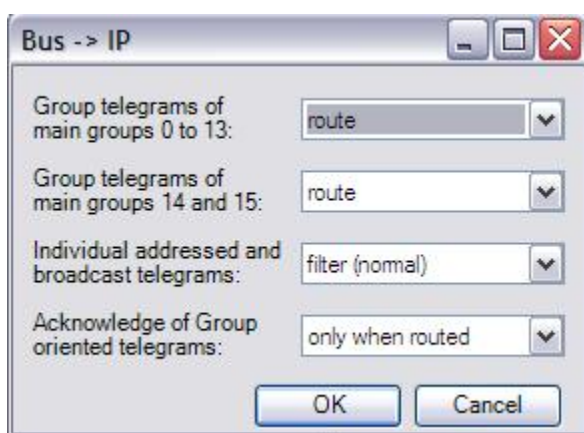 Bus -> IP
Group telegrams of
main groups 0 to 13:
route
Group telegrams of
main groups 14 and 15:
route
Individual addressed and
broadcast telegrams:
filter (normal)
Acknowledge of Group
oriented telegrams:
only when routed
OK Cancel